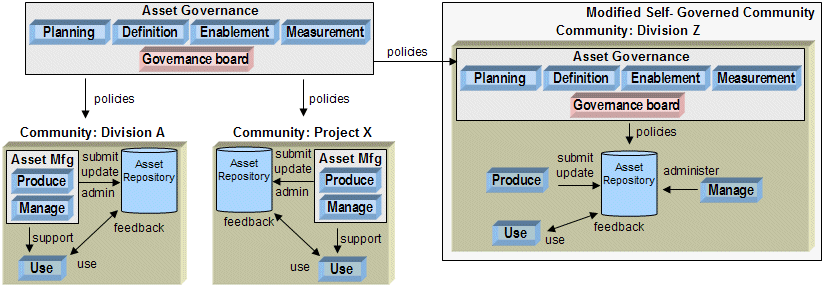 Asset Governance
Planning
Definition
Enablement
Measurement
Governance board
policies
policies
policies
Community: Division A
Asset Mfg
Produce
Manage
submit
update
admin
Asset
Repository
support
feedback
use
Use
Community: Project X
Asset
Repository
submit
update
admin
Asset Mfg
Produce
Manage
feedback
support
use
Use
Modified Self- Governed Community
Community: Division Z
Asset Governance
Planning
Definition
Enablement
Measurement
Governance board
policies
Produce
submit
update
Asset
Repository
administer
Manage
Use
use
feedback